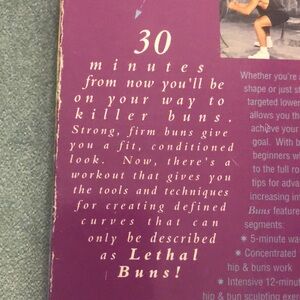 30
minutes
from now you'll be
on your way to
killer buns.
Strong, firm buns give
you a fit, conditioned
look. Now, there's a
workout that gives you
the tools and techniques
for creating defined
curves that can
only be described
as Lethal
Buns!
Whether you're
shape or just s
targeted lower
allows you th
achieve your
goal. With t
beginners w
to the full ro
tips for adva
increasing in
Buns feature
segments:
* 5-minute wa
* Concentrated
hip & buns work
* Intensive 12-minut
hip & bun sculpting exer